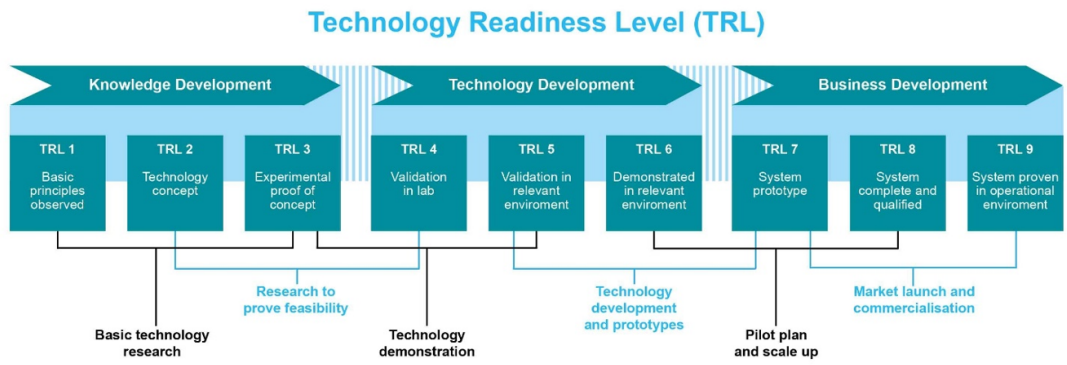 Technology Readiness Level (TRL)
Knowledge Development
Technology Development
Business Development
TRL 1
Basic
principles
observed
TRL 2
Technology
concept
TRL 3
Experimental
proof of
concept
TRL 4
Validation
in lab
TRL 5
Validation in
relevant
enviroment
TRL 6
Demonstrated
in relevant
enviroment
TRL 7
System
prototype
TRL 8
System
complete and
qualified
TRL 9
System proven
in operational
enviroment
Research to
prove feasibility
Technology
development
and prototypes
Market launch and
commercialisation
Basic technology
research
Technology
demonstration
Pilot plan
and scale up